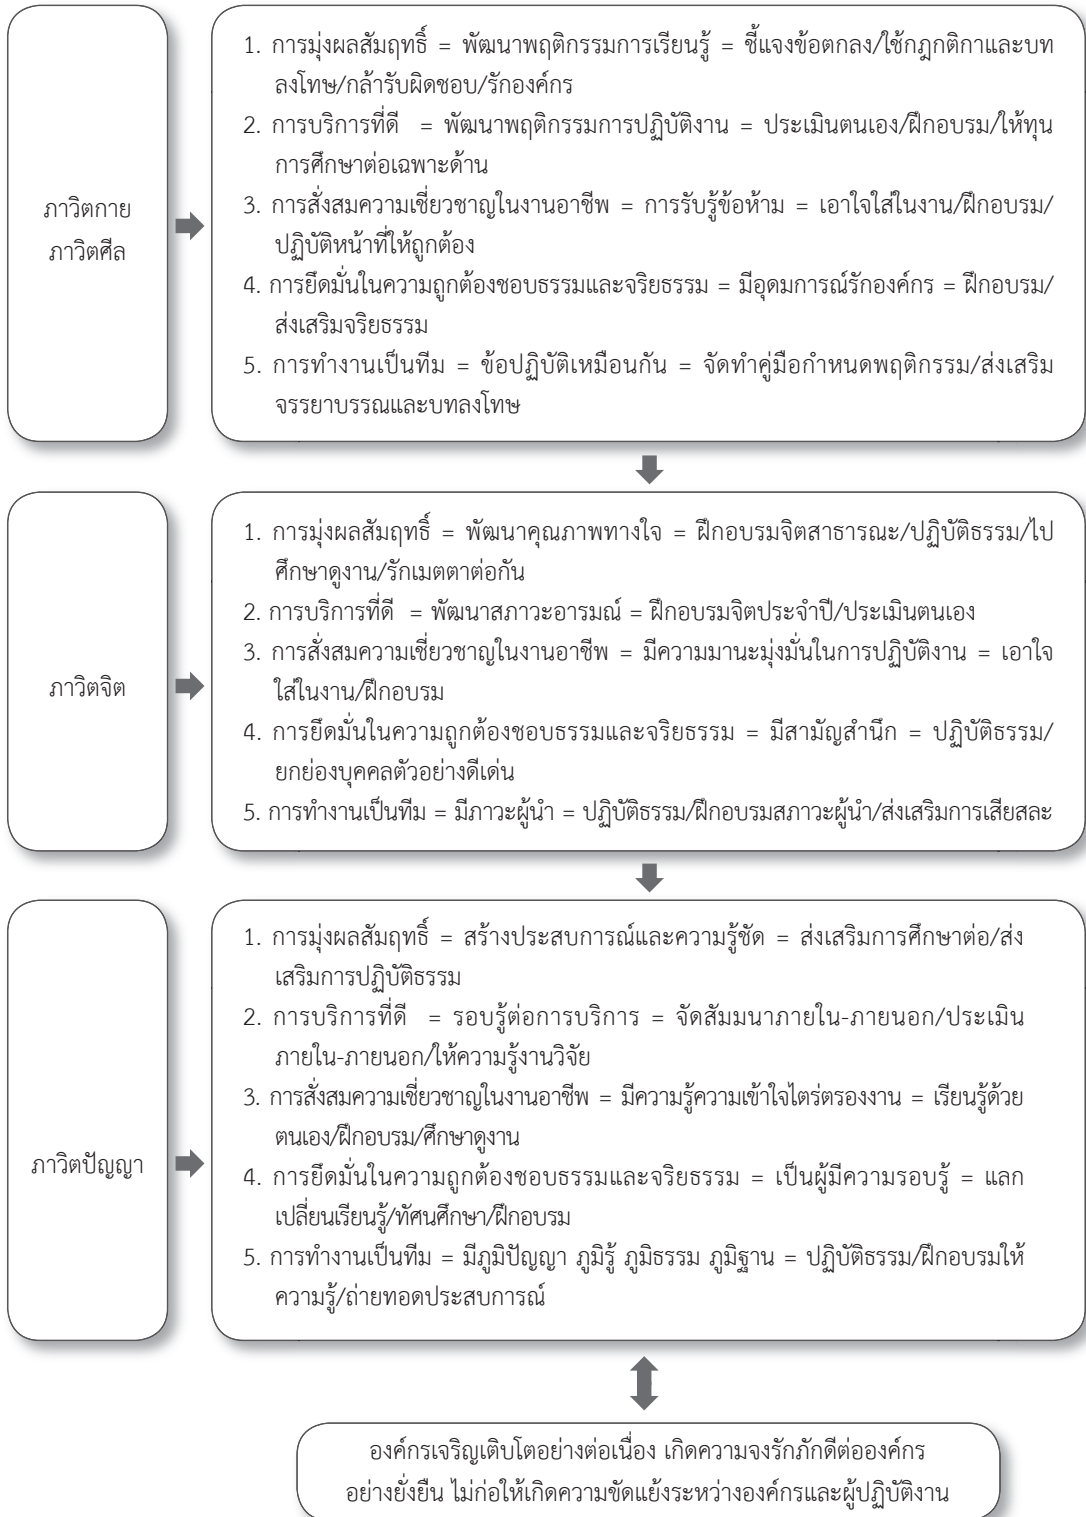 ภาวิตกาย
ภาวิตศีล
1. การมุ่งผลสัมฤทธิ์ = พัฒนาพฤติกรรมการเรียนรู้ = ชี้แจงข้อตกลง/ใช้กฎกติกาและบท
ลงโทษ/กล้ารับผิดชอบ/รักองค์กร
2. การบริการที่ดี = พัฒนาพฤติกรรมการปฏิบัติงาน = ประเมินตนเอง/ฝึกอบรม/ให้ทุน
การศึกษาต่อเฉพาะด้าน
3. การสั่งสมความเชี่ยวชาญในงานอาชีพ = การรับรู้ข้อห้าม = เอาใจใส่ในงาน/ฝึกอบรม/
ปฏิบัติหน้าที่ให้ถูกต้อง
4. การยึดมั่นในความถูกต้องชอบธรรมและจริยธรรม = มีอุดมการณ์รักองค์กร = ฝึกอบรม/
ส่งเสริมจริยธรรม
5. การทำงานเป็นทีม = ข้อปฏิบัติเหมือนกัน = จัดทำคู่มือกำหนดพฤติกรรม/ส่งเสริม
จรรยาบรรณและบทลงโทษ
ภาวิตจิต
1. การมุ่งผลสัมฤทธิ์ = พัฒนาคุณภาพทางใจ = ฝึกอบรมจิตสาธารณะ/ปฏิบัติธรรม/ไป
ศึกษาดูงาน/รักเมตตาต่อกัน
2. การบริการที่ดี = พัฒนาสภาวะอารมณ์ = ฝึกอบรมจิตประจำปี/ประเมินตนเอง
3. การสั่งสมความเชี่ยวชาญในงานอาชีพ = มีความมานะมุ่งมั่นในการปฏิบัติงาน = เอาใจ
ใส่ในงาน/ฝึกอบรม
4. การยึดมั่นในความถูกต้องชอบธรรมและจริยธรรม = มีสามัญสำนึก = ปฏิบัติธรรม/
ยกย่องบุคคลตัวอย่างดีเด่น
5. การทำงานเป็นทีม = มีภาวะผู้นำ = ปฏิบัติธรรม/ฝึกอบรมสภาวะผู้นำ/ส่งเสริมการเสียสละ
ภาวิตปัญญา
1. การมุ่งผลสัมฤทธิ์ = สร้างประสบการณ์และความรู้ชัด = ส่งเสริมการศึกษาต่อ/ส่ง
เสริมการปฏิบัติธรรม
2. การบริการที่ดี = รอบรู้ต่อการบริการ = จัดสัมมนาภายใน-ภายนอก/ประเมิน
ภายใน-ภายนอก/ให้ความรู้งานวิจัย
3. การสั่งสมความเชี่ยวชาญในงานอาชีพ = มีความรู้ความเข้าใจไตร่ตรองงาน = เรียนรู้ด้วย
ตนเอง/ฝึกอบรม/ศึกษาดูงาน
4. การยึดมั่นในความถูกต้องชอบธรรมและจริยธรรม = เป็นผู้มีความรอบรู้ = แลก
เปลี่ยนเรียนรู้/ทัศนศึกษา/ฝึกอบรม
5. การทำงานเป็นทีม = มีภูมิปัญญา ภูมิรู้ ภูมิธรรม ภูมิฐาน = ปฏิบัติธรรม/ฝึกอบรมให้
ความรู้/ถ่ายทอดประสบการณ์
องค์กรเจริญเติบโตอย่างต่อเนื่อง เกิดความจงรักภักดีต่อองค์กร
อย่างยั่งยืน ไม่ก่อให้เกิดความขัดแย้งระหว่างองค์กรและผู้ปฏิบัติงาน